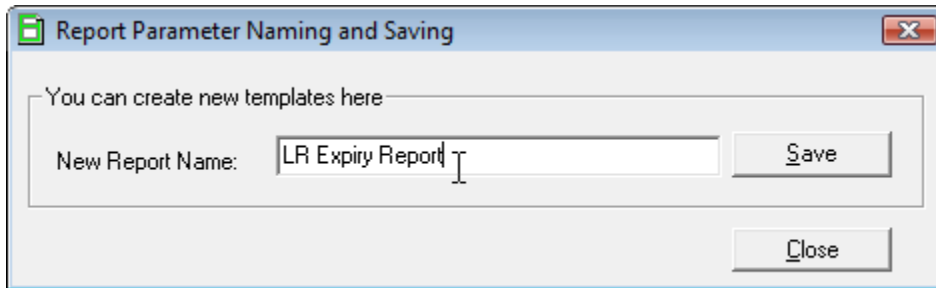 Report Parameter Naming and Saving
You can create new templates here
New Report Name: LR Expiry Report Save
Close